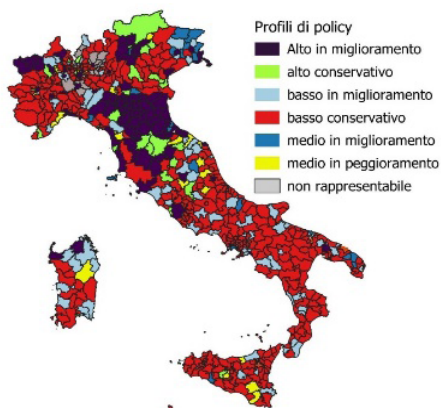 Profili di policy
Alto in miglioramento
alto conservativo
basso in miglioramento
basso conservativo
medio in miglioramento
medio in peggioramento
non rappresentabile